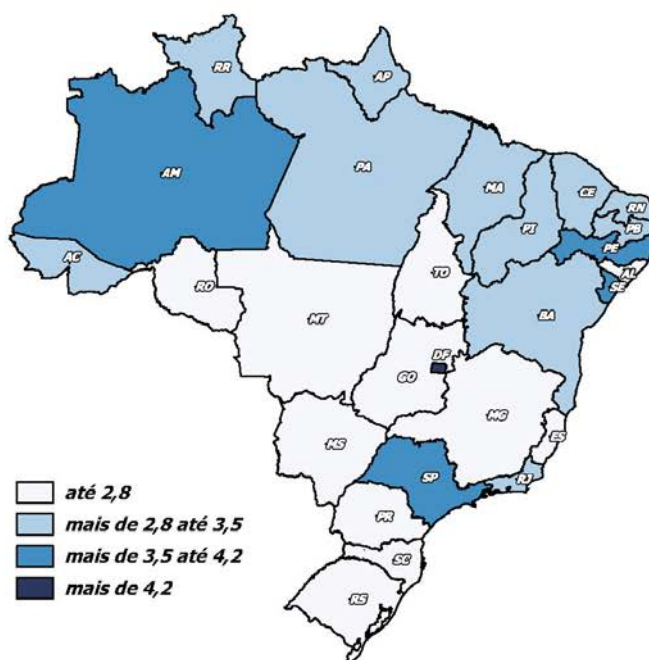 RR
AP
AM
PA
MA
CE
RN
PB
PI
PE
AL
SE
AC
RO
TO
BA
MT
DF
GO
MG
ES
MS
SP
RJ
PR
SC
RS
até 2,8
mais de 2,8 até 3,5
mais de 3,5 até 4,2
mais de 4,2